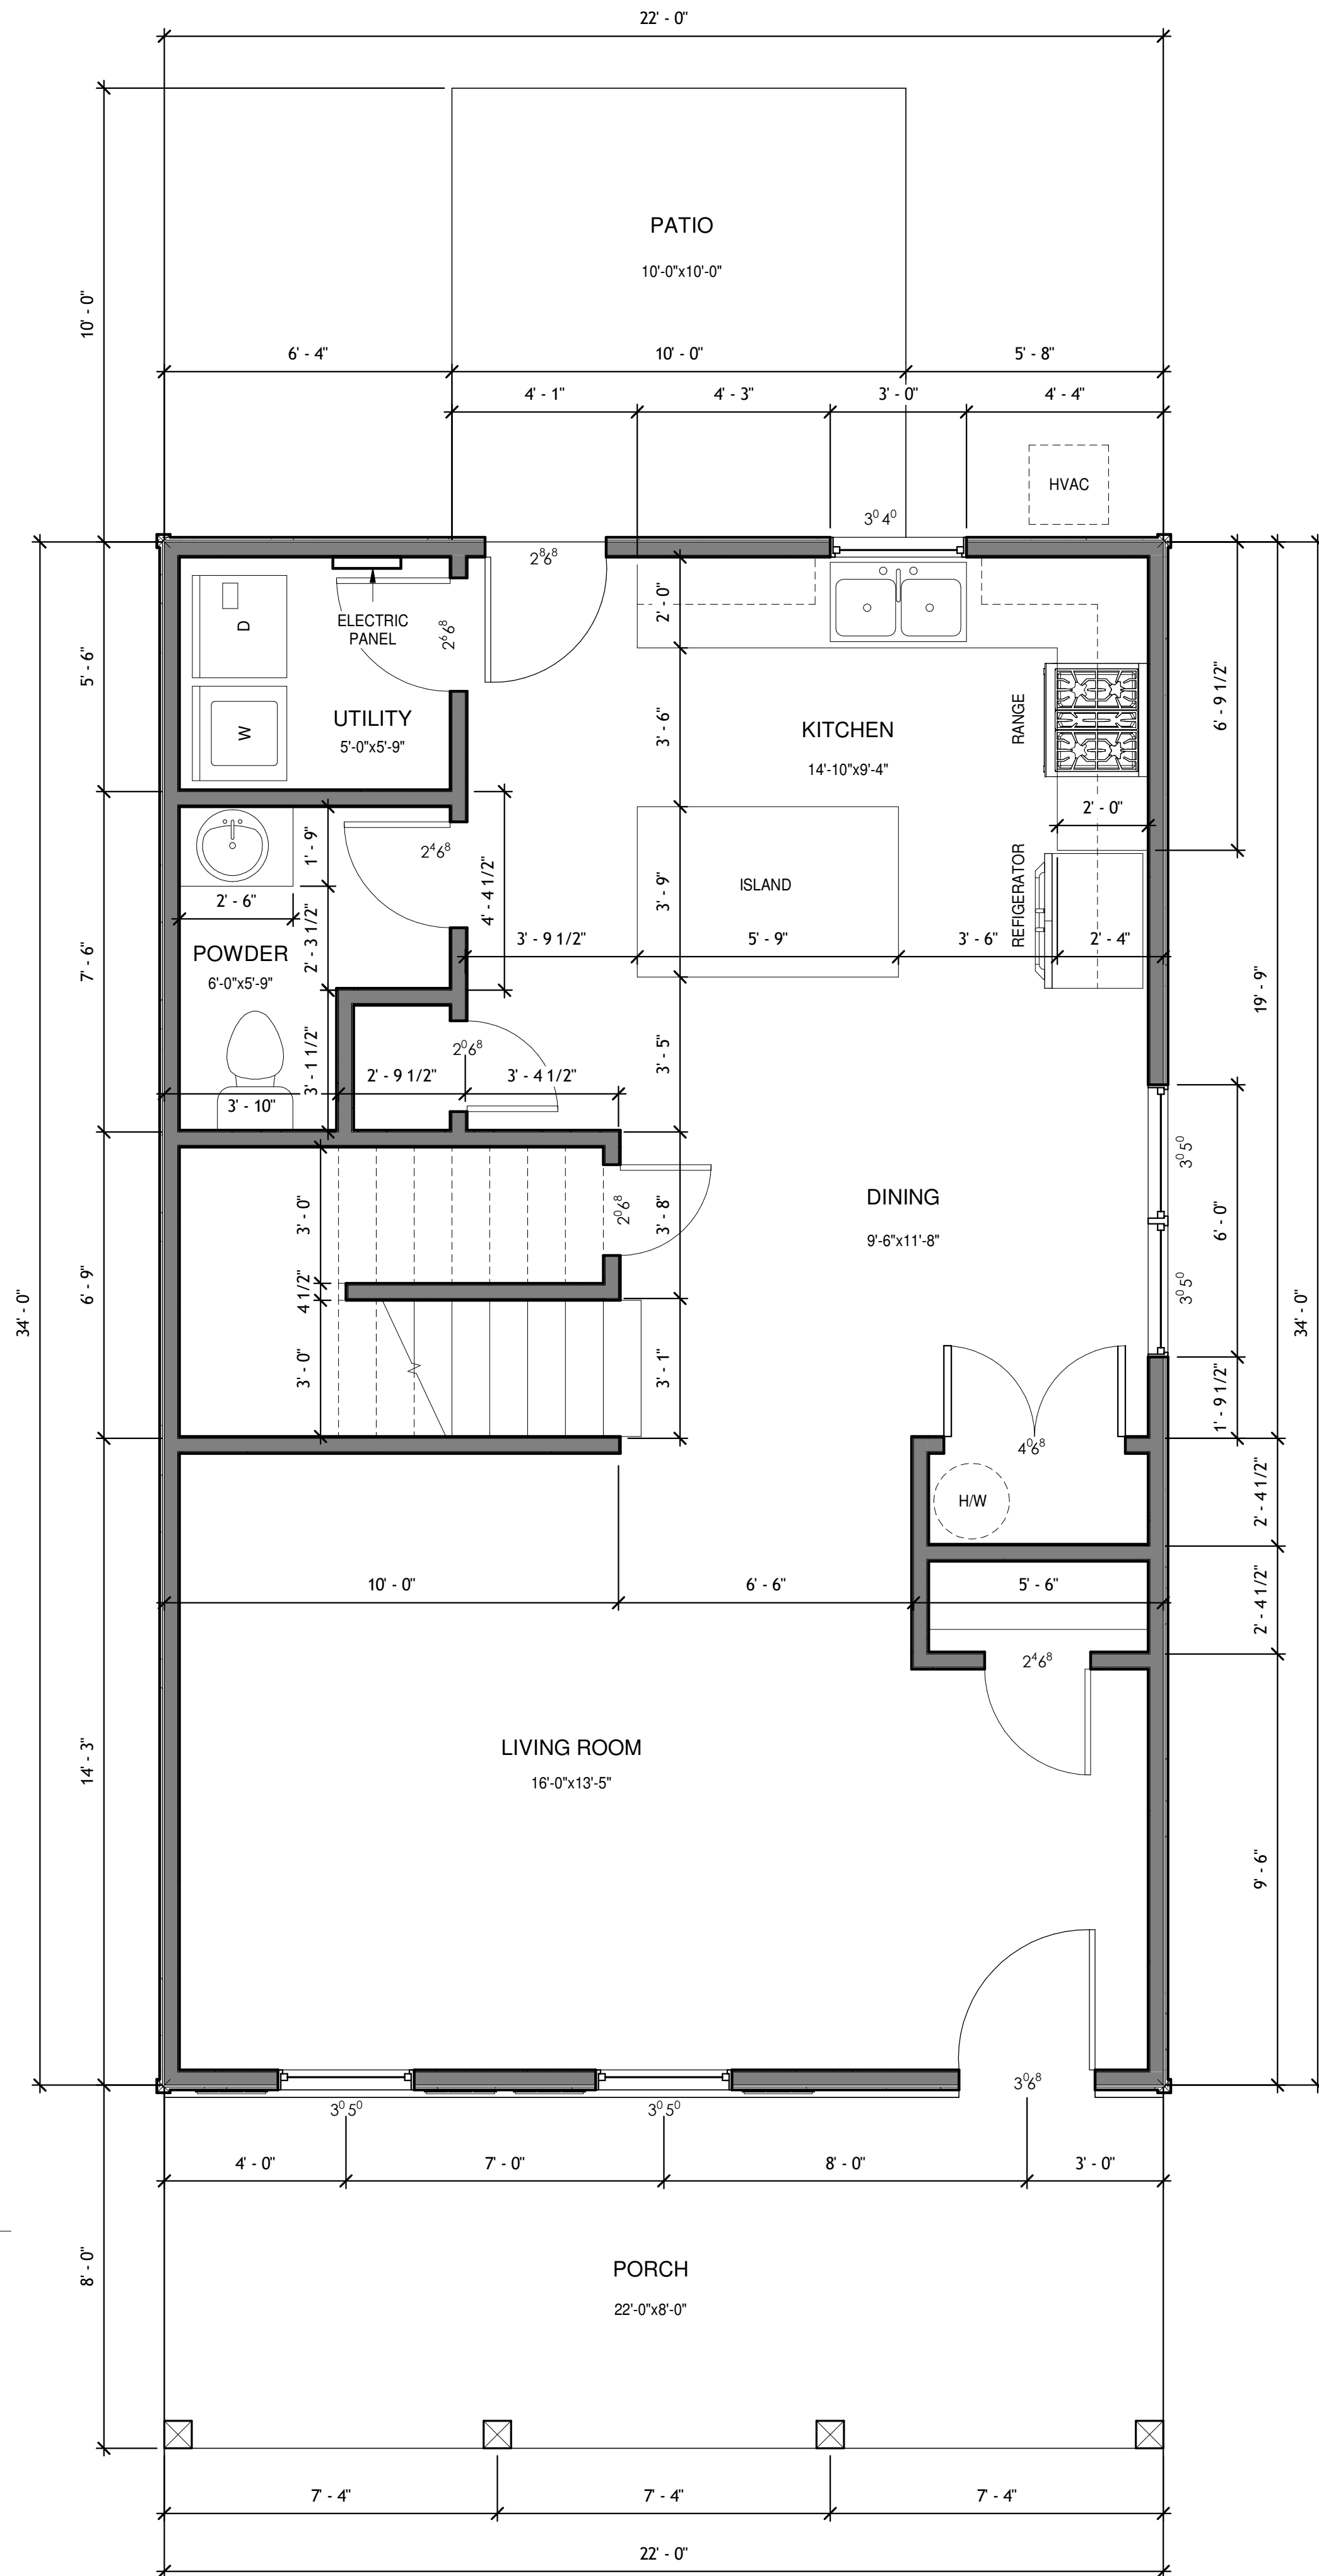 22' - 0"
PATIO
10'-0"x10'-0"
10' - 0"
6' - 4"
10' - 0"
5' - 8"
4' - 1"
4' - 3"
3' - 0"
4' - 4"
HVAC
3⁰ 4⁰
2⁸6⁸
D
ELECTRIC
PANEL
2⁶6⁸
2' - 0"
5' - 6"
UTILITY
5'-0"x5'-9"
W
3' - 6"
KITCHEN
14'-10"x9'-4"
RANGE
6' - 9 1/2"
2' - 0"
1' - 9"
2⁴6⁸
2' - 6"
4' - 4 1/2"
3' - 9"
ISLAND
REFIGERATOR
POWDER
6'-0"x5'-9"
2' - 3 1/2"
7' - 6"
3' - 9 1/2"
5' - 9"
3' - 6"
2' - 4"
19' - 9"
3' - 1 1/2"
2⁰6⁸
2' - 9 1/2"
3' - 4 1/2"
3' - 10"
3' - 5"
3⁰ 5⁰
3' - 0"
2⁰6⁸
3' - 8"
DINING
9'-6"x11'-8"
6' - 0"
6' - 9"
4 1/2"
3⁰ 5⁰
34' - 0"
34' - 0"
3' - 0"
3' - 1"
1' - 9 1/2"
4⁰6⁸
H/W
2' - 4 1/2"
10' - 0"
6' - 6"
5' - 6"
2' - 4 1/2"
2⁴6⁸
LIVING ROOM
16'-0"x13'-5"
14' - 3"
9' - 6"
3⁰6⁸
3⁰ 5⁰
3⁰ 5⁰
4' - 0"
7' - 0"
8' - 0"
3' - 0"
8' - 0"
PORCH
22'-0"x8'-0"
7' - 4"
7' - 4"
7' - 4"
22' - 0"